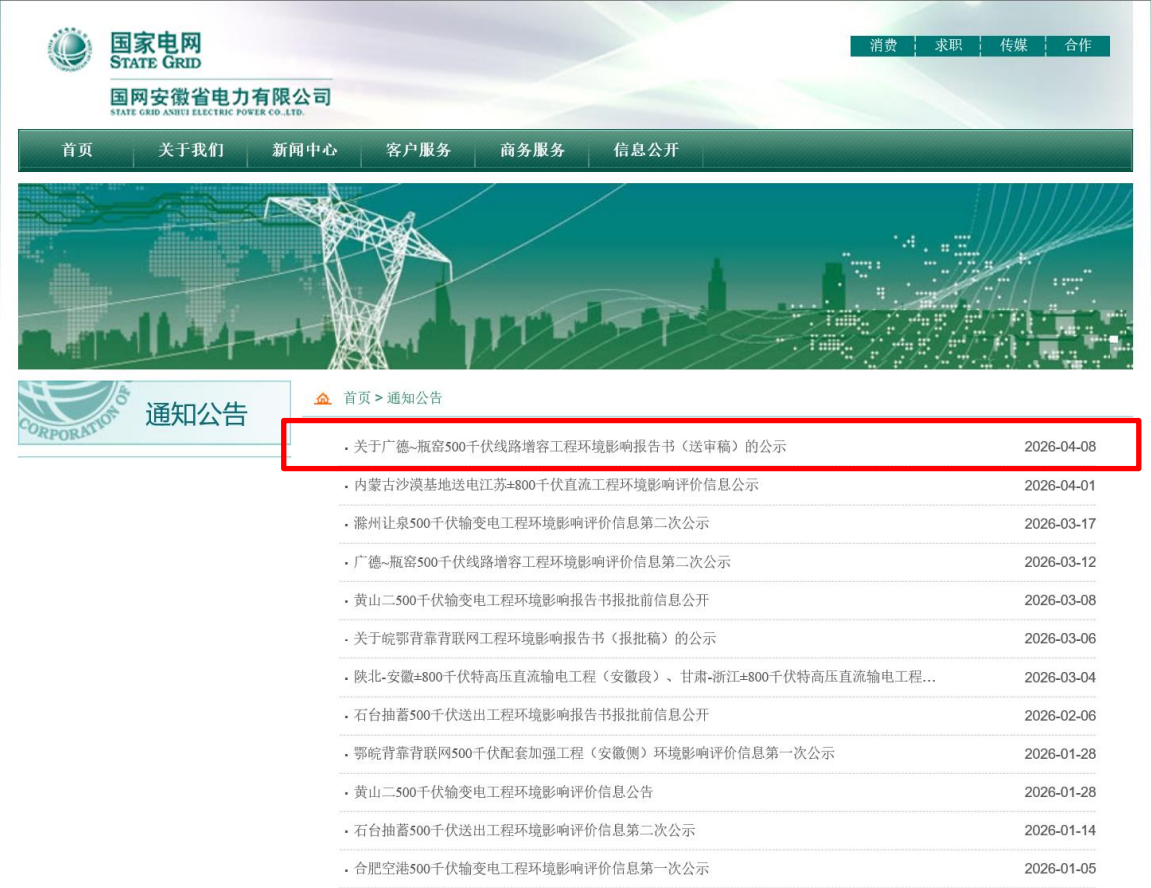 国家电网
STATE GRID
国网安徽省电力有限公司
STATE GRID ANHUI ELECTRIC POWER CO.,LTD.
消费 求职 传媒 合作
首页 关于我们 新闻中心 客户服务 商务服务 信息公开
CORPORATION OF
通知公告
首页 > 通知公告
· 关于广德~瓶窑500千伏线路增容工程环境影响报告书（送审稿）的公示 2026-04-08
· 内蒙古沙漠基地送电江苏±800千伏直流工程环境影响评价信息公示 2026-04-01
· 滁州让泉500千伏输变电工程环境影响评价信息第二次公示 2026-03-17
· 广德~瓶窑500千伏线路增容工程环境影响评价信息第二次公示 2026-03-12
· 黄山二500千伏输变电工程环境影响报告书报批前信息公开 2026-03-08
· 关于皖鄂背靠背联网工程环境影响报告书（报批稿）的公示 2026-03-06
· 陕北-安徽±800千伏特高压直流输电工程（安徽段）、甘肃-浙江±800千伏特高压直流输电工程... 2026-03-04
· 石台抽蓄500千伏送出工程环境影响报告书报批前信息公开 2026-02-06
· 鄂皖背靠背联网500千伏配套加强工程（安徽侧）环境影响评价信息第一次公示 2026-01-28
· 黄山二500千伏输变电工程环境影响评价信息公告 2026-01-28
· 石台抽蓄500千伏送出工程环境影响评价信息第二次公示 2026-01-14
· 合肥空港500千伏输变电工程环境影响评价信息第一次公示 2026-01-05